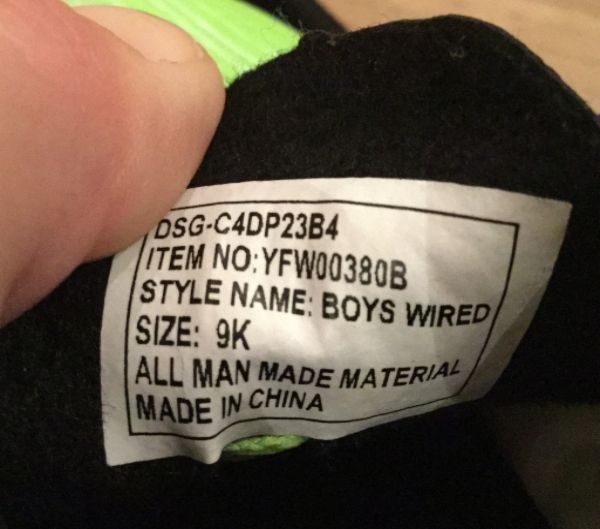 DSG-C4DP23B4
ITEM NO:YFW00380B
STYLE NAME: BOYS WIRED
SIZE: 9K
ALL MAN MADE MATERIAL
MADE IN CHINA